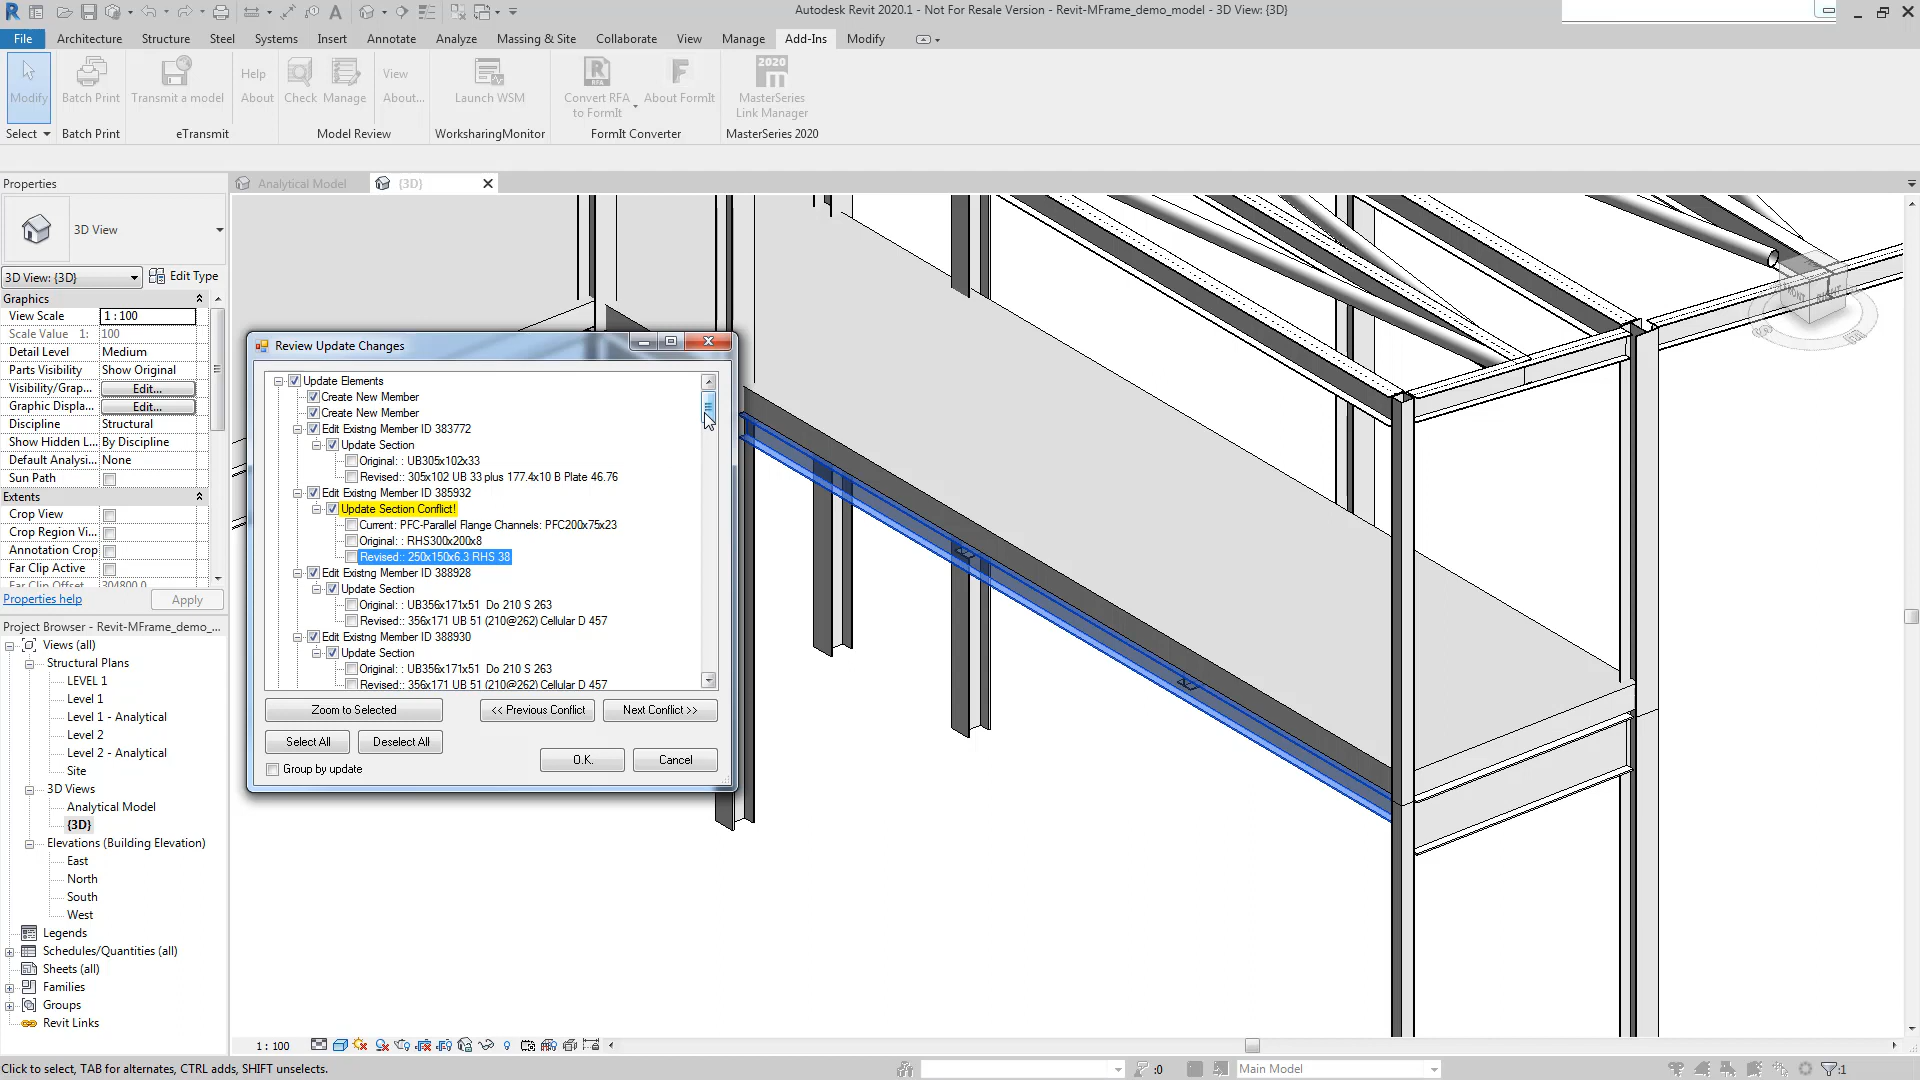 Autodesk Revit 2020.1 - Not For Resale Version - Revit-MFrame_demo_model - 3D View: {3D}
File Architecture Structure Steel Systems Insert Annotate Analyze Massing & Site Collaborate View Manage Add-Ins Modify
Modify
Batch Print
Transmit a model
Help
About
Check
Manage
View
About...
Launch WSM
Convert RFA
to FormIt
About FormIt
2020
MasterSeries
Link Manager
Select
Batch Print
eTransmit
Model Review
WorksharingMonitor
FormIt Converter
MasterSeries 2020
Properties
Analytical Model
{3D}
3D View
3D View: {3D}
Edit Type
Graphics
View Scale 1 : 100
Scale Value 1: 100
Detail Level Medium
Parts Visibility Show Original
Visibility/Grap... Edit...
Graphic Displa... Edit...
Discipline Structural
Show Hidden L... By Discipline
Default Analysi... None
Sun Path
Extents
Crop View
Crop Region Vi...
Annotation Crop
Far Clip Active
Far Clip Offset 304800.0
Properties help
Apply
Project Browser - Revit-MFrame_demo_...
Views (all)
Structural Plans
LEVEL 1
Level 1
Level 1 - Analytical
Level 2
Level 2 - Analytical
Site
3D Views
Analytical Model
{3D}
Elevations (Building Elevation)
East
North
South
West
Legends
Schedules/Quantities (all)
Sheets (all)
Families
Groups
Revit Links
Review Update Changes
Update Elements
Create New Member
Create New Member
Edit Existng Member ID 383772
Update Section
Original: : UB305x102x33
Revised:: 305x102 UB 33 plus 177.4x10 B Plate 46.76
Edit Existng Member ID 385932
Update Section Conflict!
Current: PFC-Parallel Flange Channels: PFC200x75x23
Original: : RHS300x200x8
Revised:: 250x150x6.3 RHS 38
Edit Existng Member ID 388928
Update Section
Original: : UB356x171x51 Do 210 S 263
Revised:: 356x171 UB 51 (210@262) Cellular D 457
Edit Existng Member ID 388930
Update Section
Original: : UB356x171x51 Do 210 S 263
Revised:: 356x171 UB 51 (210@262) Cellular D 457
Zoom to Selected
<< Previous Conflict
Next Conflict >>
Select All
Deselect All
O.K.
Cancel
Group by update
FRONT
RIGHT
1 : 100
Click to select, TAB for alternates, CTRL adds, SHIFT unselects.
:0
Main Model
:1